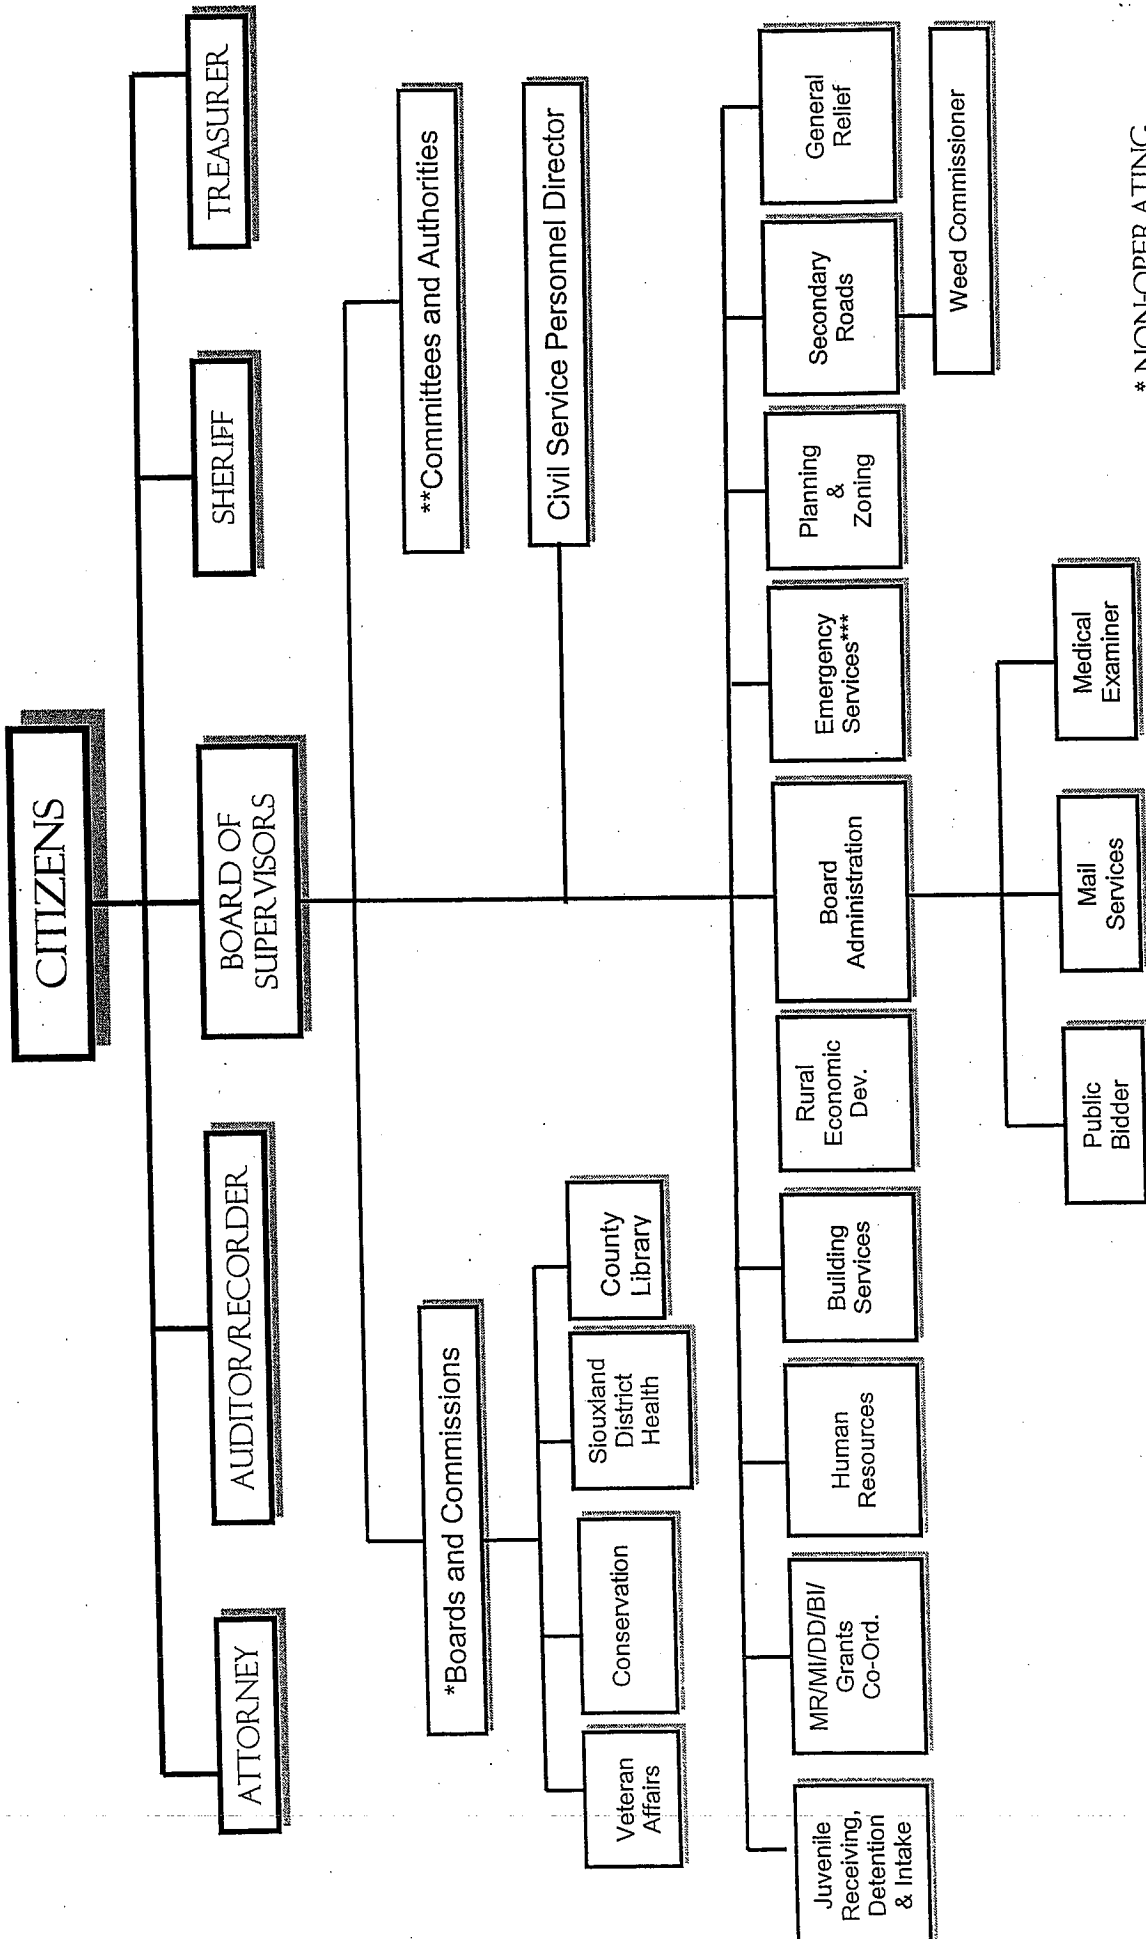 CITIZENS
ATTORNEY
AUDITOR/RECORDER
BOARD OF
SUPERVISORS
SHERIFF
TREASURER
*Boards and Commissions
**Committees and Authorities
Veteran
Affairs
Conservation
Siouxland
District
Health
County
Library
Civil Service Personnel Director
Juvenile
Receiving,
Detention
& Intake
MR/MI/DD/BI/
Grants
Co-Ord.
Human
Resources
Building
Services
Rural
Economic
Dev.
Board
Administration
Emergency
Services***
Planning
&
Zoning
Secondary
Roads
General
Relief
Weed Commissioner
Public
Bidder
Mail
Services
Medical
Examiner
* NON-OPERATING